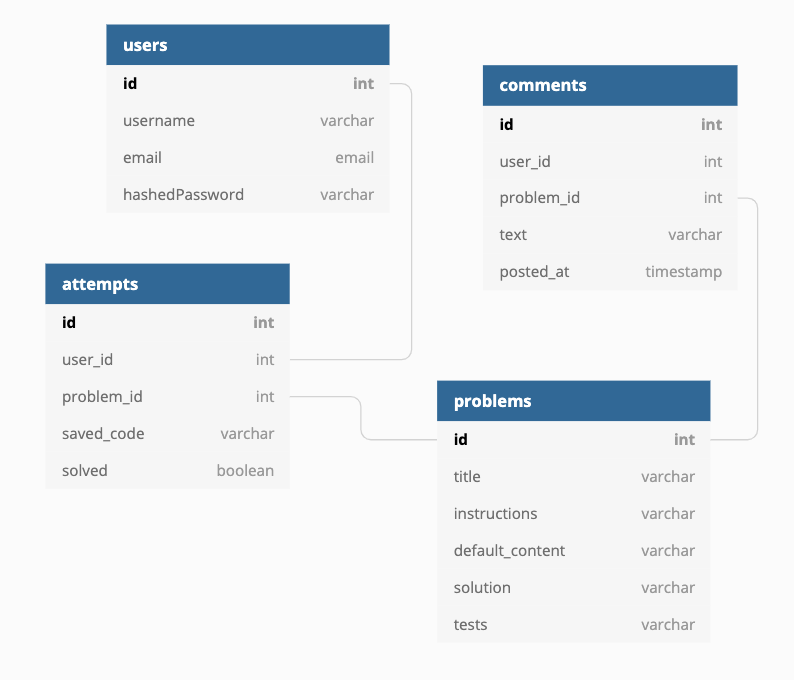 users
id int
username varchar
email email
hashedPassword varchar
comments
id int
user_id int
problem_id int
text varchar
posted_at timestamp
attempts
id int
user_id int
problem_id int
saved_code varchar
solved boolean
problems
id int
title varchar
instructions varchar
default_content varchar
solution varchar
tests varchar